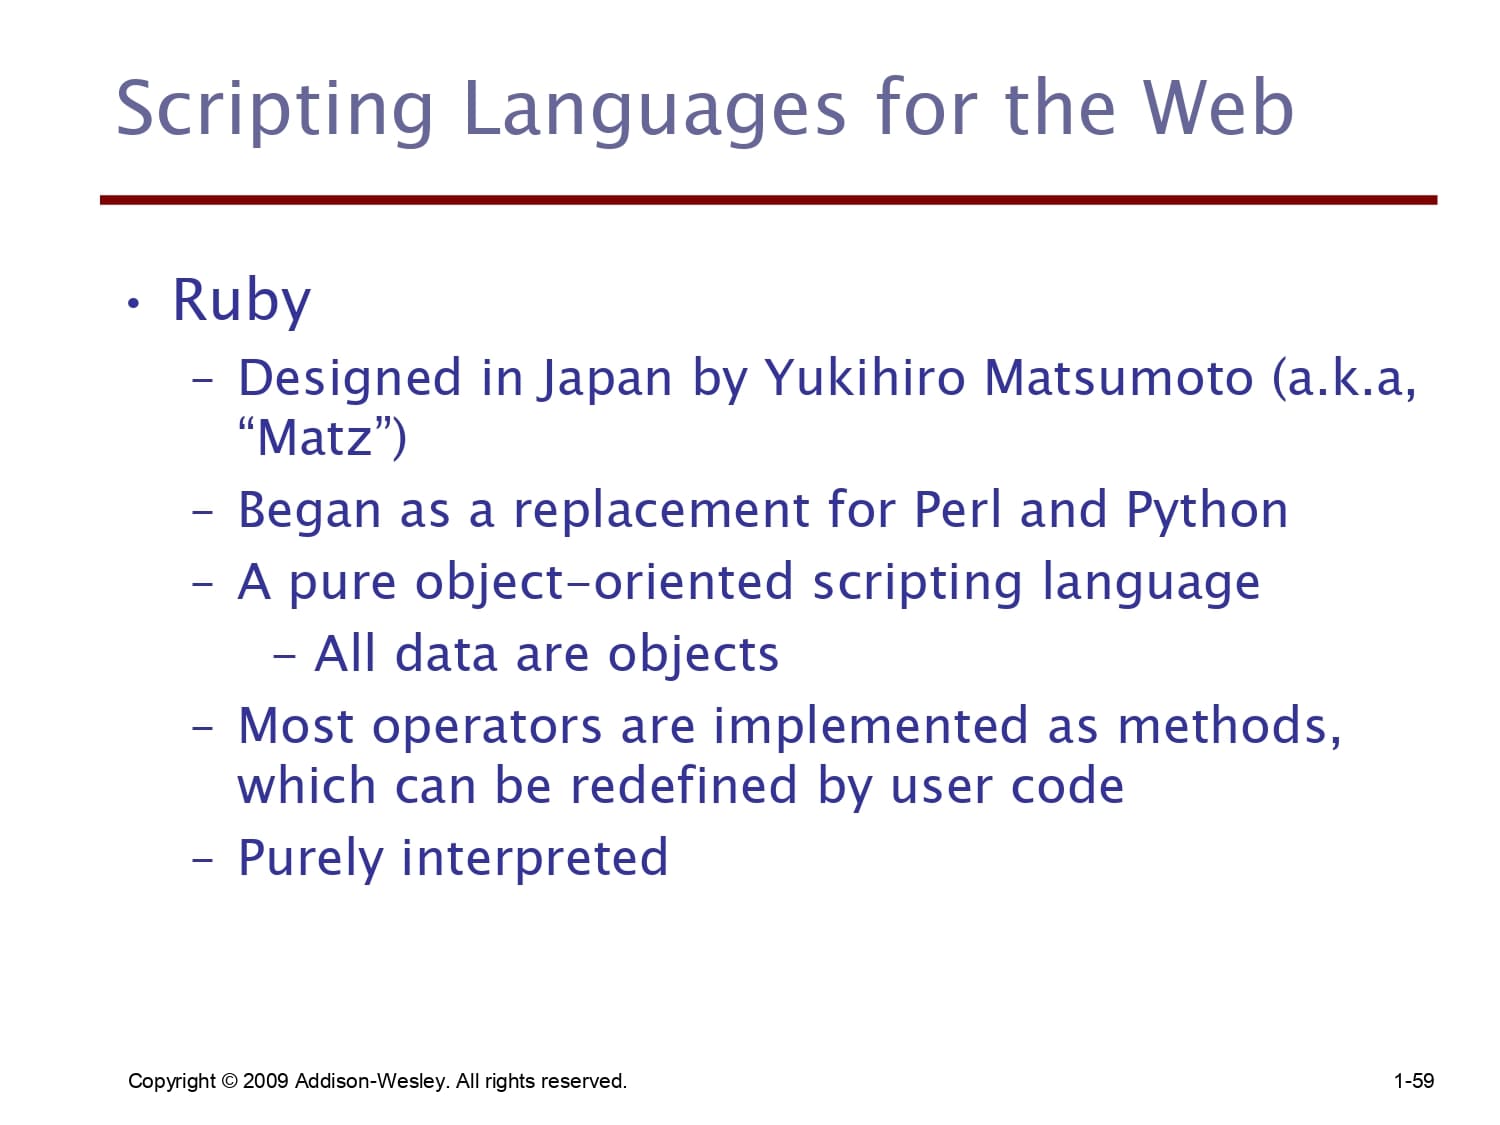 Scripting Languages for the Web
• Ruby
– Designed in Japan by Yukihiro Matsumoto (a.k.a,
“Matz”)
– Began as a replacement for Perl and Python
– A pure object-oriented scripting language
– All data are objects
– Most operators are implemented as methods,
which can be redefined by user code
– Purely interpreted
Copyright © 2009 Addison-Wesley. All rights reserved.
1-59